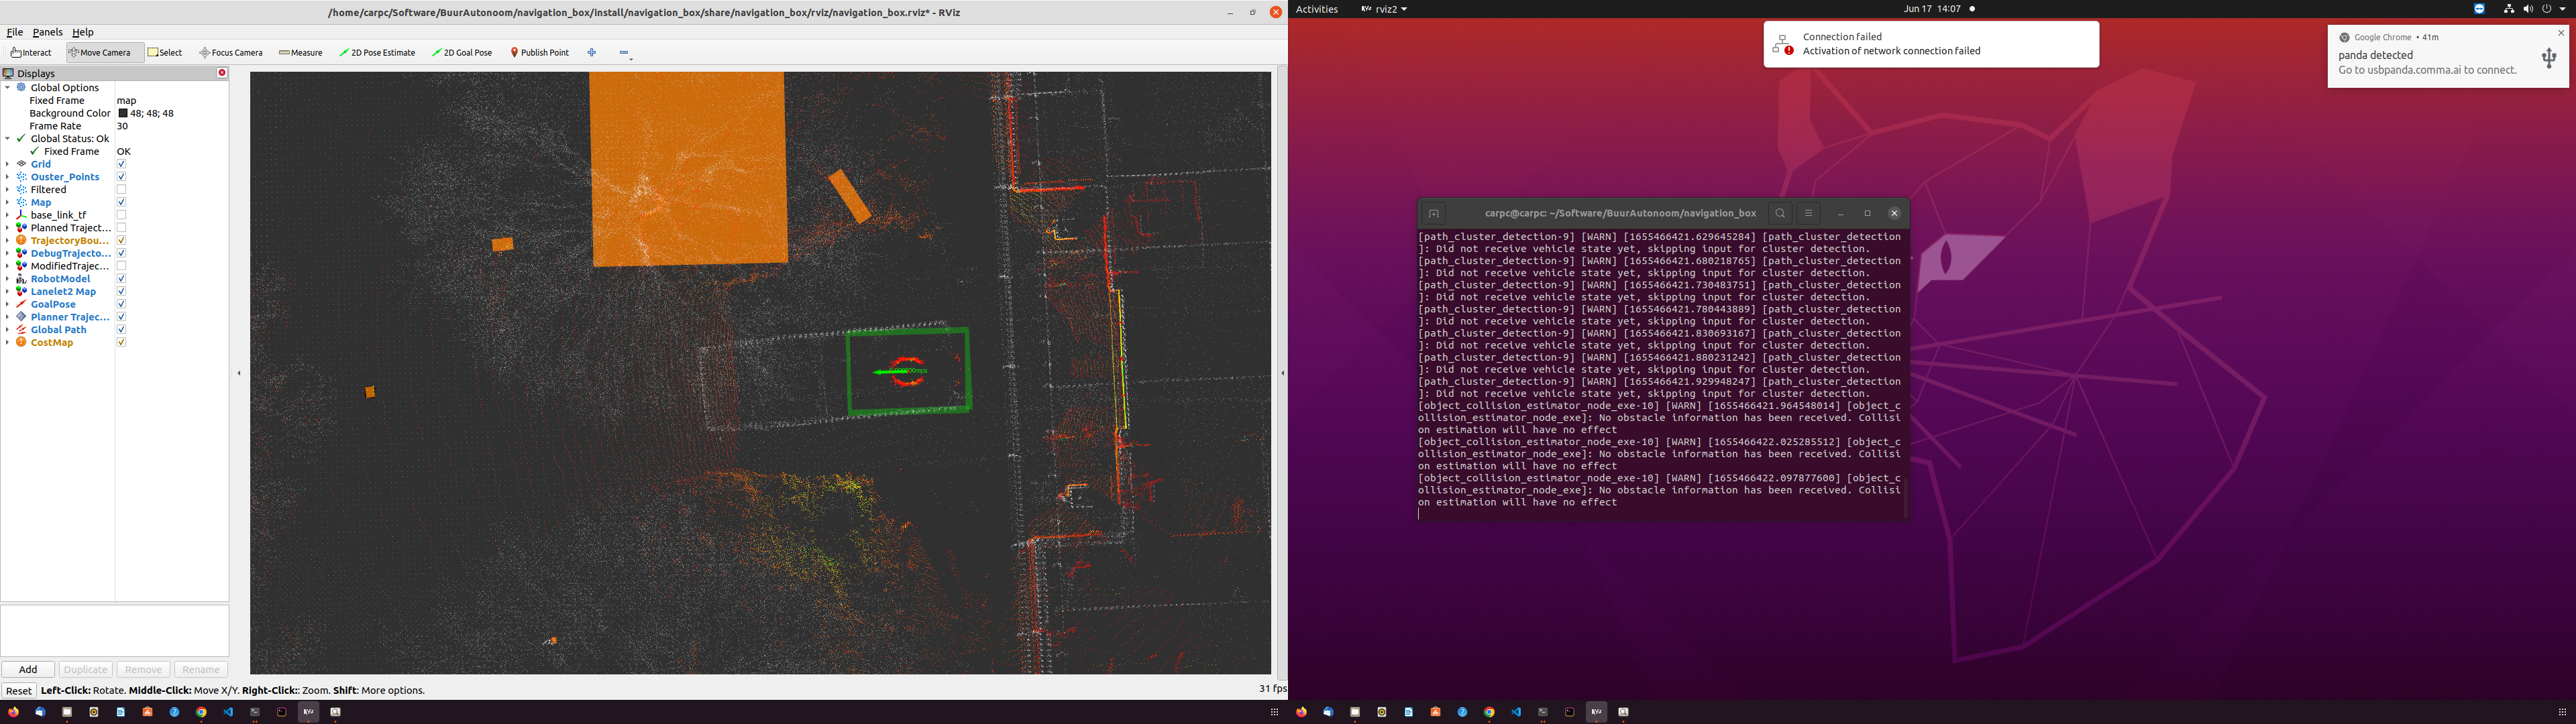 /home/carpc/Software/BuurAutonoom/navigation_box/install/navigation_box/share/navigation_box/rviz/navigation_box.rviz* - RViz
File Panels Help
Interact Move Camera Select Focus Camera Measure 2D Pose Estimate 2D Goal Pose Publish Point
Displays
Global Options
Fixed Frame map
Background Color 48; 48; 48
Frame Rate 30
Global Status: Ok
Fixed Frame OK
Grid
Ouster_Points
Filtered
Map
base_link_tf
Planned Traject...
TrajectoryBou...
DebugTrajecto...
ModifiedTrajec...
RobotModel
Lanelet2 Map
GoalPose
Planner Trajec...
Global Path
CostMap
Add Duplicate Remove Rename
Reset Left-Click: Rotate. Middle-Click: Move X/Y. Right-Click:: Zoom. Shift: More options.
31 fps
Activities rviz2
Jun 17 14:07
Connection failed
Activation of network connection failed
Google Chrome • 41m
panda detected
Go to usbpanda.comma.ai to connect.
carpc@carpc: ~/Software/BuurAutonoom/navigation_box
[path_cluster_detection-9] [WARN] [1655466421.629645284] [path_cluster_detection
]: Did not receive vehicle state yet, skipping input for cluster detection.
[path_cluster_detection-9] [WARN] [1655466421.680218765] [path_cluster_detection
]: Did not receive vehicle state yet, skipping input for cluster detection.
[path_cluster_detection-9] [WARN] [1655466421.730483751] [path_cluster_detection
]: Did not receive vehicle state yet, skipping input for cluster detection.
[path_cluster_detection-9] [WARN] [1655466421.780443889] [path_cluster_detection
]: Did not receive vehicle state yet, skipping input for cluster detection.
[path_cluster_detection-9] [WARN] [1655466421.830693167] [path_cluster_detection
]: Did not receive vehicle state yet, skipping input for cluster detection.
[path_cluster_detection-9] [WARN] [1655466421.880231242] [path_cluster_detection
]: Did not receive vehicle state yet, skipping input for cluster detection.
[path_cluster_detection-9] [WARN] [1655466421.929948247] [path_cluster_detection
]: Did not receive vehicle state yet, skipping input for cluster detection.
[object_collision_estimator_node_exe-10] [WARN] [1655466421.964548014] [object_c
ollision_estimator_node_exe]: No obstacle information has been received. Collisi
on estimation will have no effect
[object_collision_estimator_node_exe-10] [WARN] [1655466422.025285512] [object_c
ollision_estimator_node_exe]: No obstacle information has been received. Collisi
on estimation will have no effect
[object_collision_estimator_node_exe-10] [WARN] [1655466422.097877600] [object_c
ollision_estimator_node_exe]: No obstacle information has been received. Collisi
on estimation will have no effect